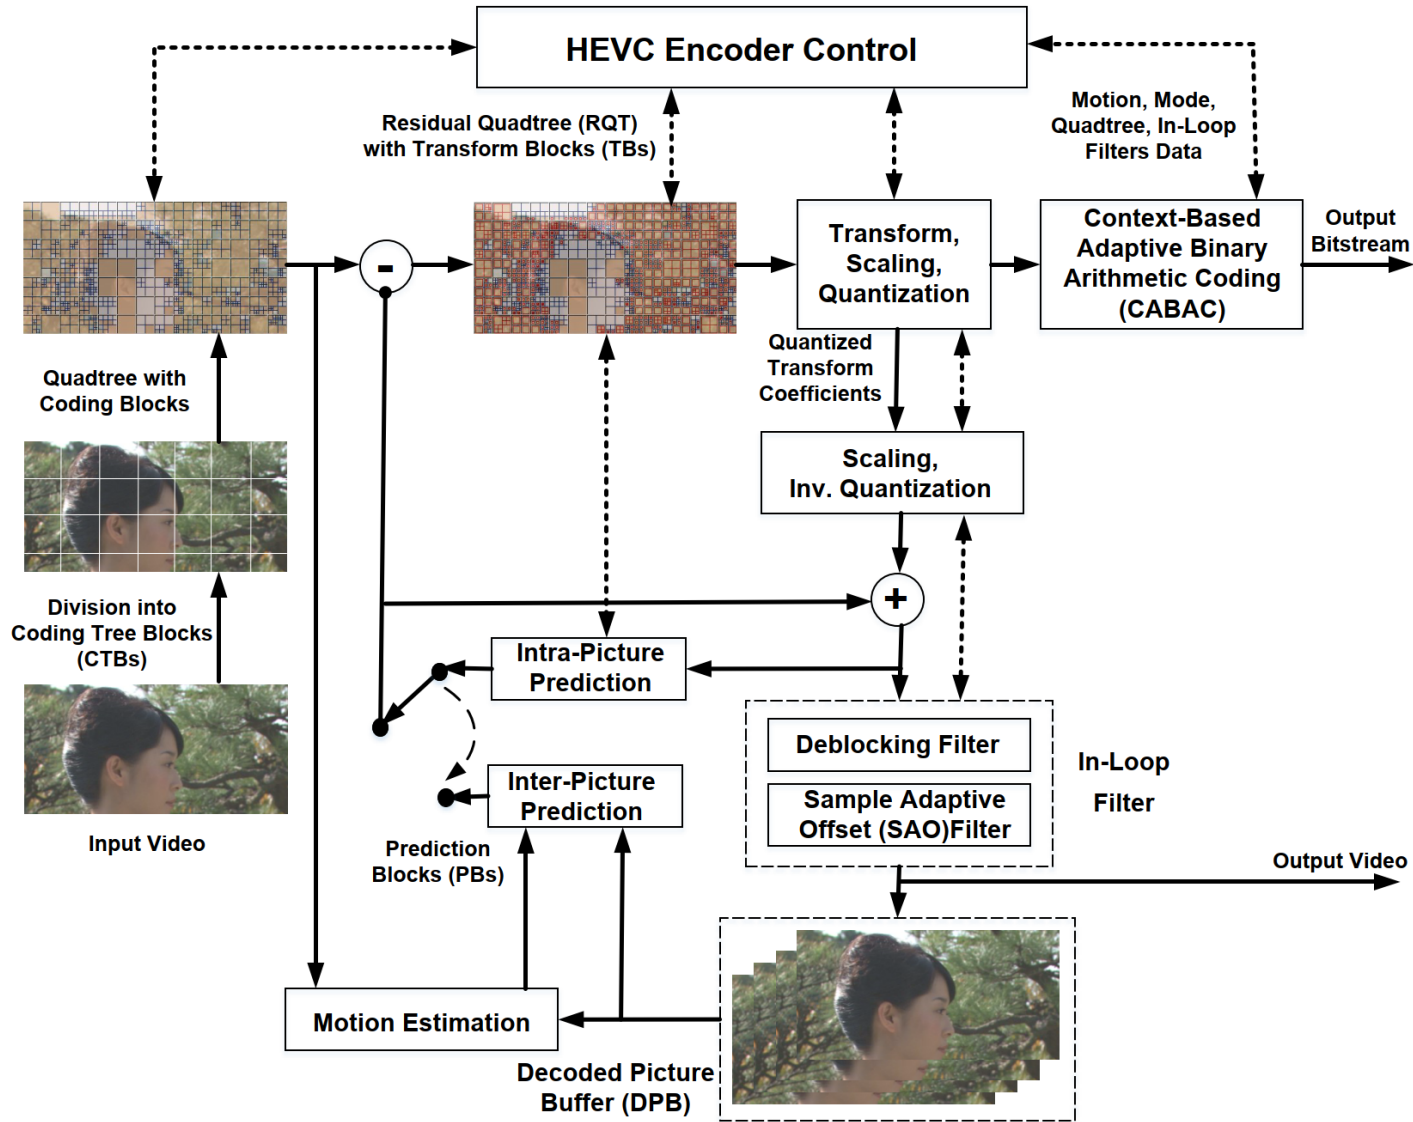 HEVC Encoder Control
Residual Quadtree (RQT)
with Transform Blocks (TBs)
Motion, Mode,
Quadtree, In-Loop
Filters Data
-
Transform,
Scaling,
Quantization
Context-Based
Adaptive Binary
Arithmetic Coding
(CABAC)
Output
Bitstream
Quadtree with
Coding Blocks
Quantized
Transform
Coefficients
Scaling,
Inv. Quantization
+
Division into
Coding Tree Blocks
(CTBs)
Intra-Picture
Prediction
Inter-Picture
Prediction
Prediction
Blocks (PBs)
Deblocking Filter
Sample Adaptive
Offset (SAO)Filter
In-Loop
Filter
Input Video
Output Video
Motion Estimation
Decoded Picture
Buffer (DPB)